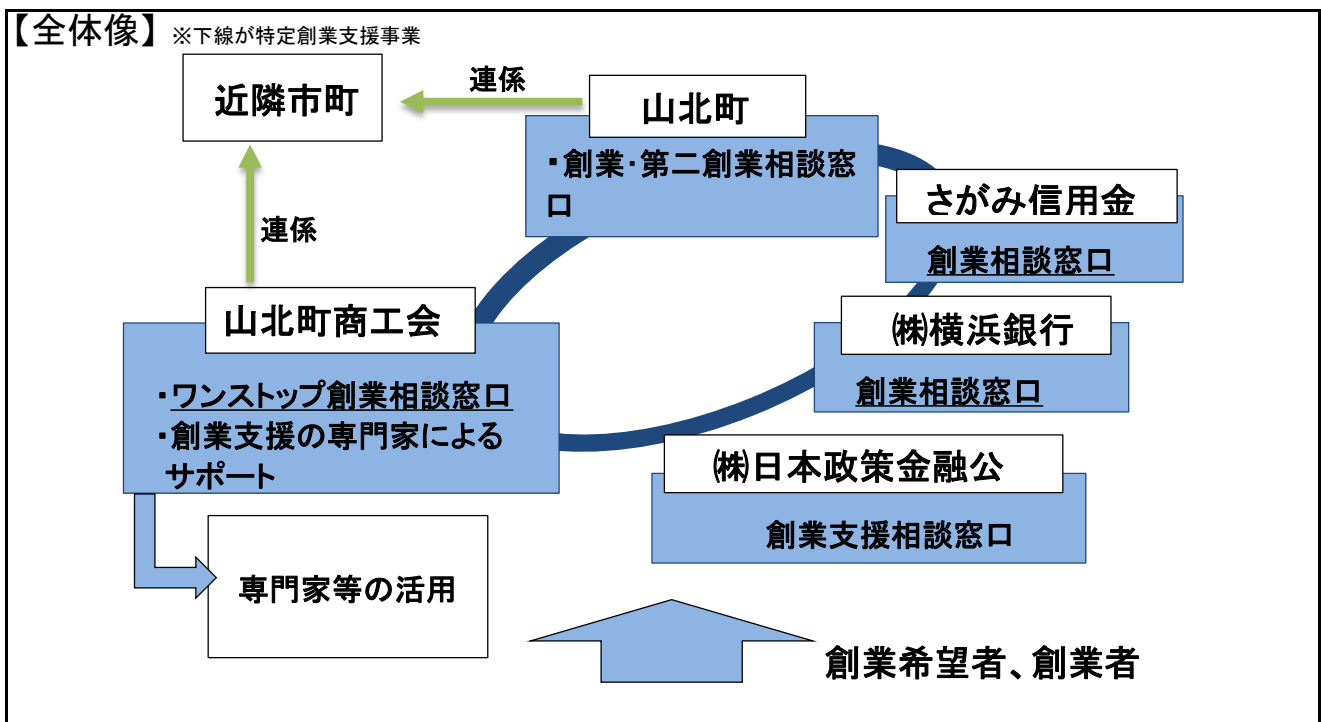 【全体像】 ※下線が特定創業支援事業
近隣市町
連係
山北町
・創業・第二創業相談窓
口
さがみ信用金
創業相談窓口
連係
山北町商工会
・ワンストップ創業相談窓口
・創業支援の専門家による
サポート
㈱横浜銀行
創業相談窓口
㈱日本政策金融公
創業支援相談窓口
専門家等の活用
創業希望者、創業者